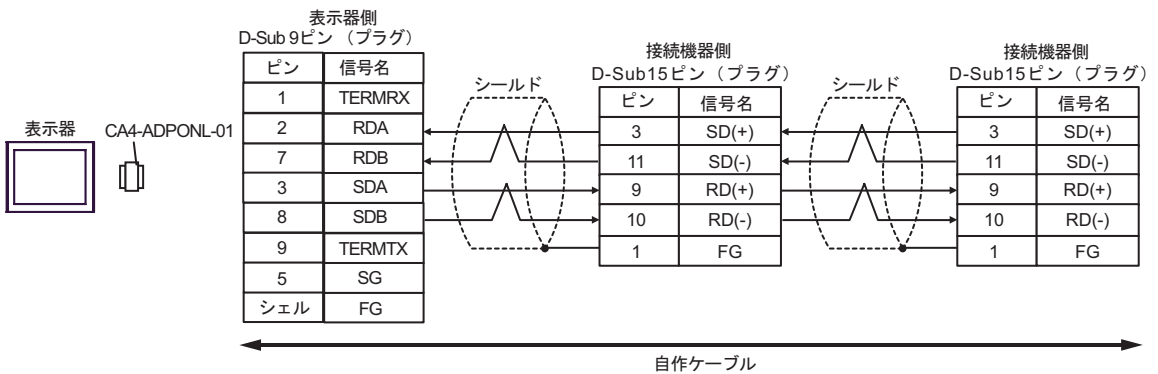 表示器
CA4-ADPONL-01
表示器側
D-Sub 9ピン （プラグ）
ピン 信号名
1 TERMRX
2 RDA
7 RDB
3 SDA
8 SDB
9 TERMTX
5 SG
シェル FG
シールド
接続機器側
D-Sub15ピン（プラグ）
ピン 信号名
3 SD(+)
11 SD(-)
9 RD(+)
10 RD(-)
1 FG
シールド
接続機器側
D-Sub15ピン（プラグ）
ピン 信号名
3 SD(+)
11 SD(-)
9 RD(+)
10 RD(-)
1 FG
自作ケーブル